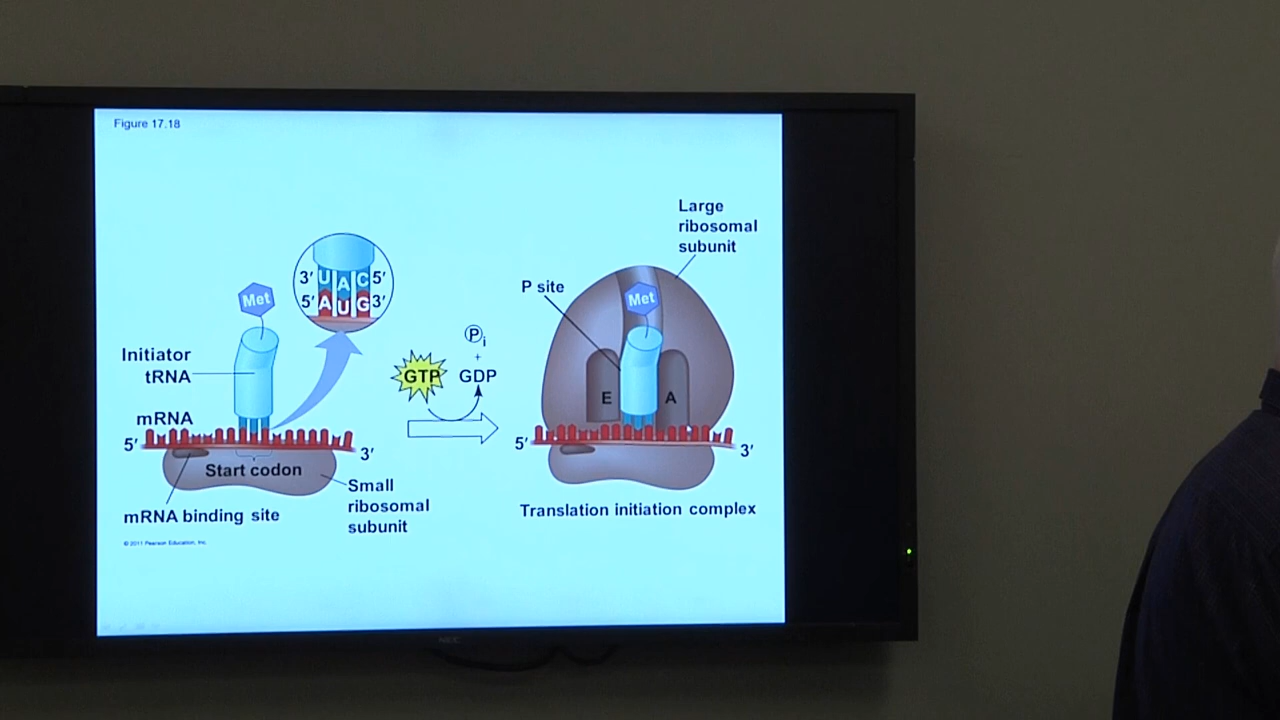 Figure 17.18
Large
ribosomal
subunit
P site
3′ U A C 5′
5′ A U G 3′
Met
Met
Initiator
tRNA
P i
+
GTP
GDP
E
A
mRNA
5′
3′
5′
3′
Start codon
Small
ribosomal
subunit
mRNA binding site
Translation initiation complex
© 2011 Pearson Education, Inc.
NEC